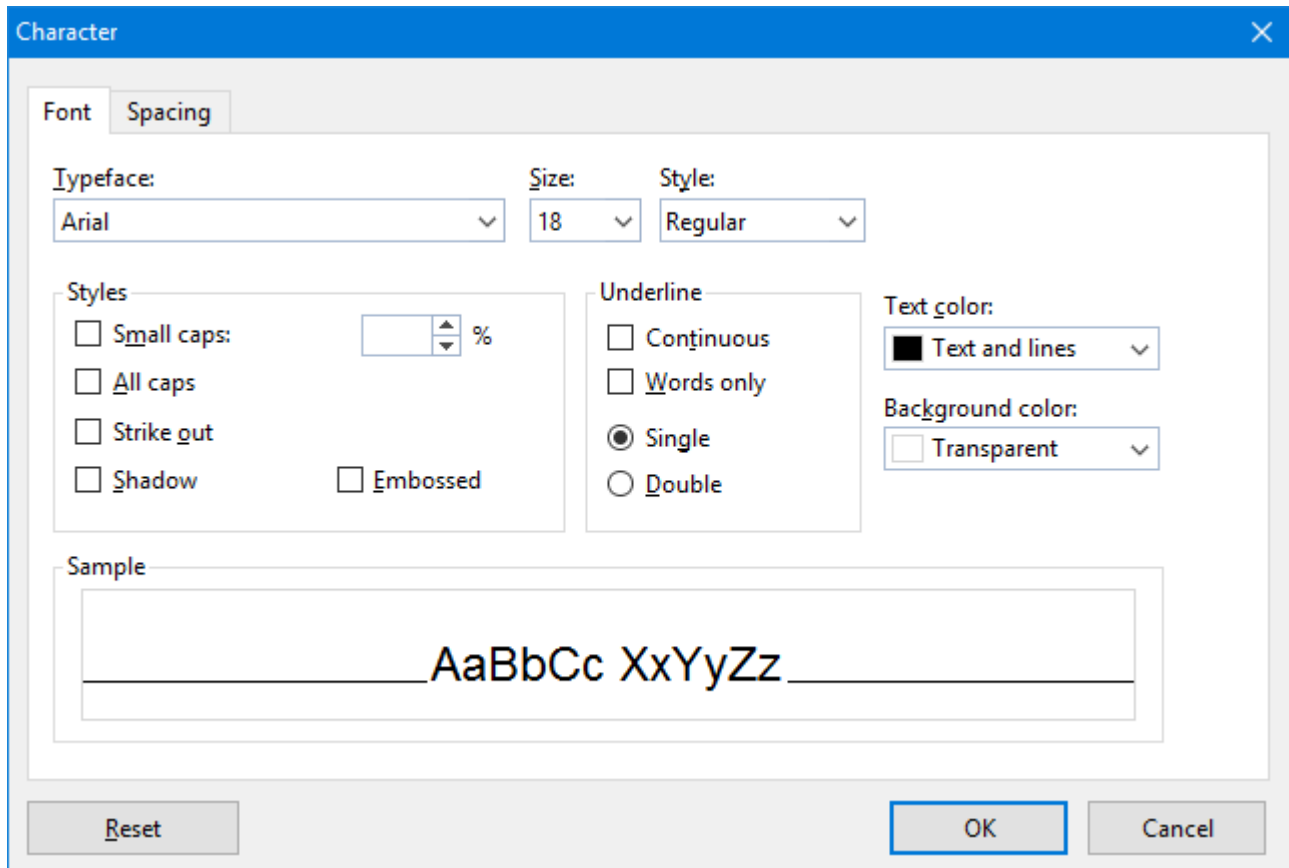 Character
Font Spacing
Typeface: Size: Style:
Arial 18 Regular
Styles Underline
Text color:
Small caps: % Continuous Text and lines
All caps Words only
Background color:
Strike out Single Transparent
Shadow Embossed Double
Sample
AaBbCc XxYyZz
Reset OK Cancel